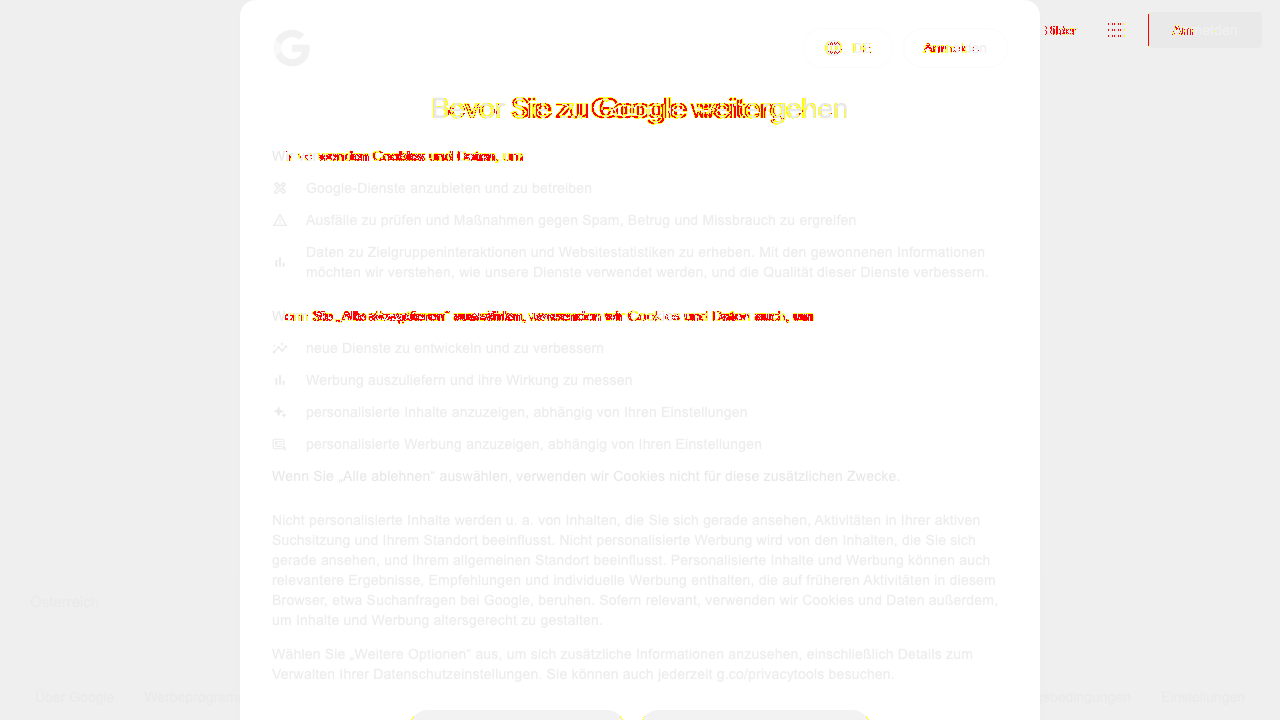 G
Bilder
Anmelden
DE
Anmelden
Bevor Sie zu Google weitergehen
Wir verwenden Cookies und Daten, um
Google-Dienste anzubieten und zu betreiben
Ausfälle zu prüfen und Maßnahmen gegen Spam, Betrug und Missbrauch zu ergreifen
Daten zu Zielgruppeninteraktionen und Websitestatistiken zu erheben. Mit den gewonnenen Informationen
möchten wir verstehen, wie unsere Dienste verwendet werden, und die Qualität dieser Dienste verbessern.
Wenn Sie „Alle akzeptieren“ auswählen, verwenden wir Cookies und Daten auch, um
neue Dienste zu entwickeln und zu verbessern
Werbung auszuliefern und ihre Wirkung zu messen
personalisierte Inhalte anzuzeigen, abhängig von Ihren Einstellungen
personalisierte Werbung anzuzeigen, abhängig von Ihren Einstellungen
Wenn Sie „Alle ablehnen“ auswählen, verwenden wir Cookies nicht für diese zusätzlichen Zwecke.
Nicht personalisierte Inhalte werden u. a. von Inhalten, die Sie sich gerade ansehen, Aktivitäten in Ihrer aktiven
Suchsitzung und Ihrem Standort beeinflusst. Nicht personalisierte Werbung wird von den Inhalten, die Sie sich
gerade ansehen, und Ihrem allgemeinen Standort beeinflusst. Personalisierte Inhalte und Werbung können auch
relevantere Ergebnisse, Empfehlungen und individuelle Werbung enthalten, die auf früheren Aktivitäten in diesem
Browser, etwa Suchanfragen bei Google, beruhen. Sofern relevant, verwenden wir Cookies und Daten außerdem,
um Inhalte und Werbung altersgerecht zu gestalten.
Österreich
Wählen Sie „Weitere Optionen“ aus, um sich zusätzliche Informationen anzusehen, einschließlich Details zum
Verwalten Ihrer Datenschutzeinstellungen. Sie können auch jederzeit g.co/privacytools besuchen.
Über Google Werbeprogram
gsbedingungen Einstellungen